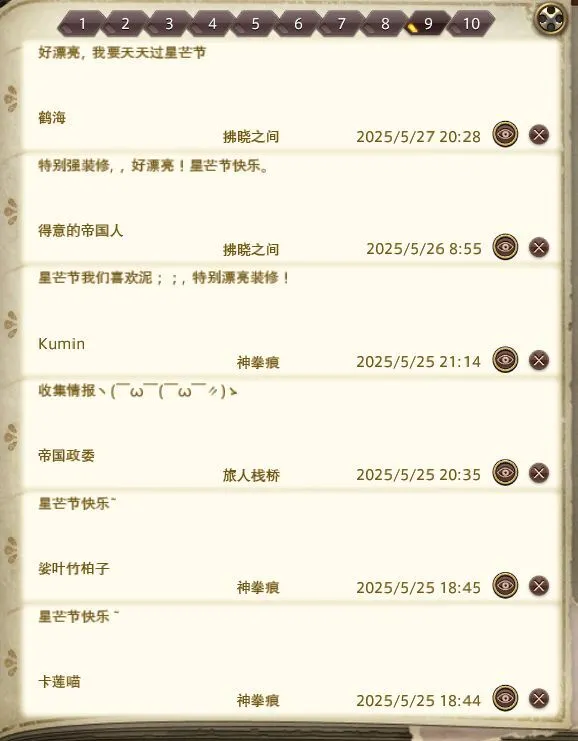 1 2 3 4 5 6 7 8 9 10
好漂亮, 我要天天过星芒节
鹤海
拂晓之间 2025/5/27 20:28
特别强装修, , 好漂亮！星芒节快乐。
得意的帝国人
拂晓之间 2025/5/26 8:55
星芒节我们喜欢泥；；, 特别漂亮装修！
Kumin
神拳痕 2025/5/25 21:14
收集情报ヽ(￣ω￣(￣ω￣〃)ゝ
帝国政委
旅人栈桥 2025/5/25 20:35
星芒节快乐~
娑叶竹柏子
神拳痕 2025/5/25 18:45
星芒节快乐 ~
卡莲喵
神拳痕 2025/5/25 18:44